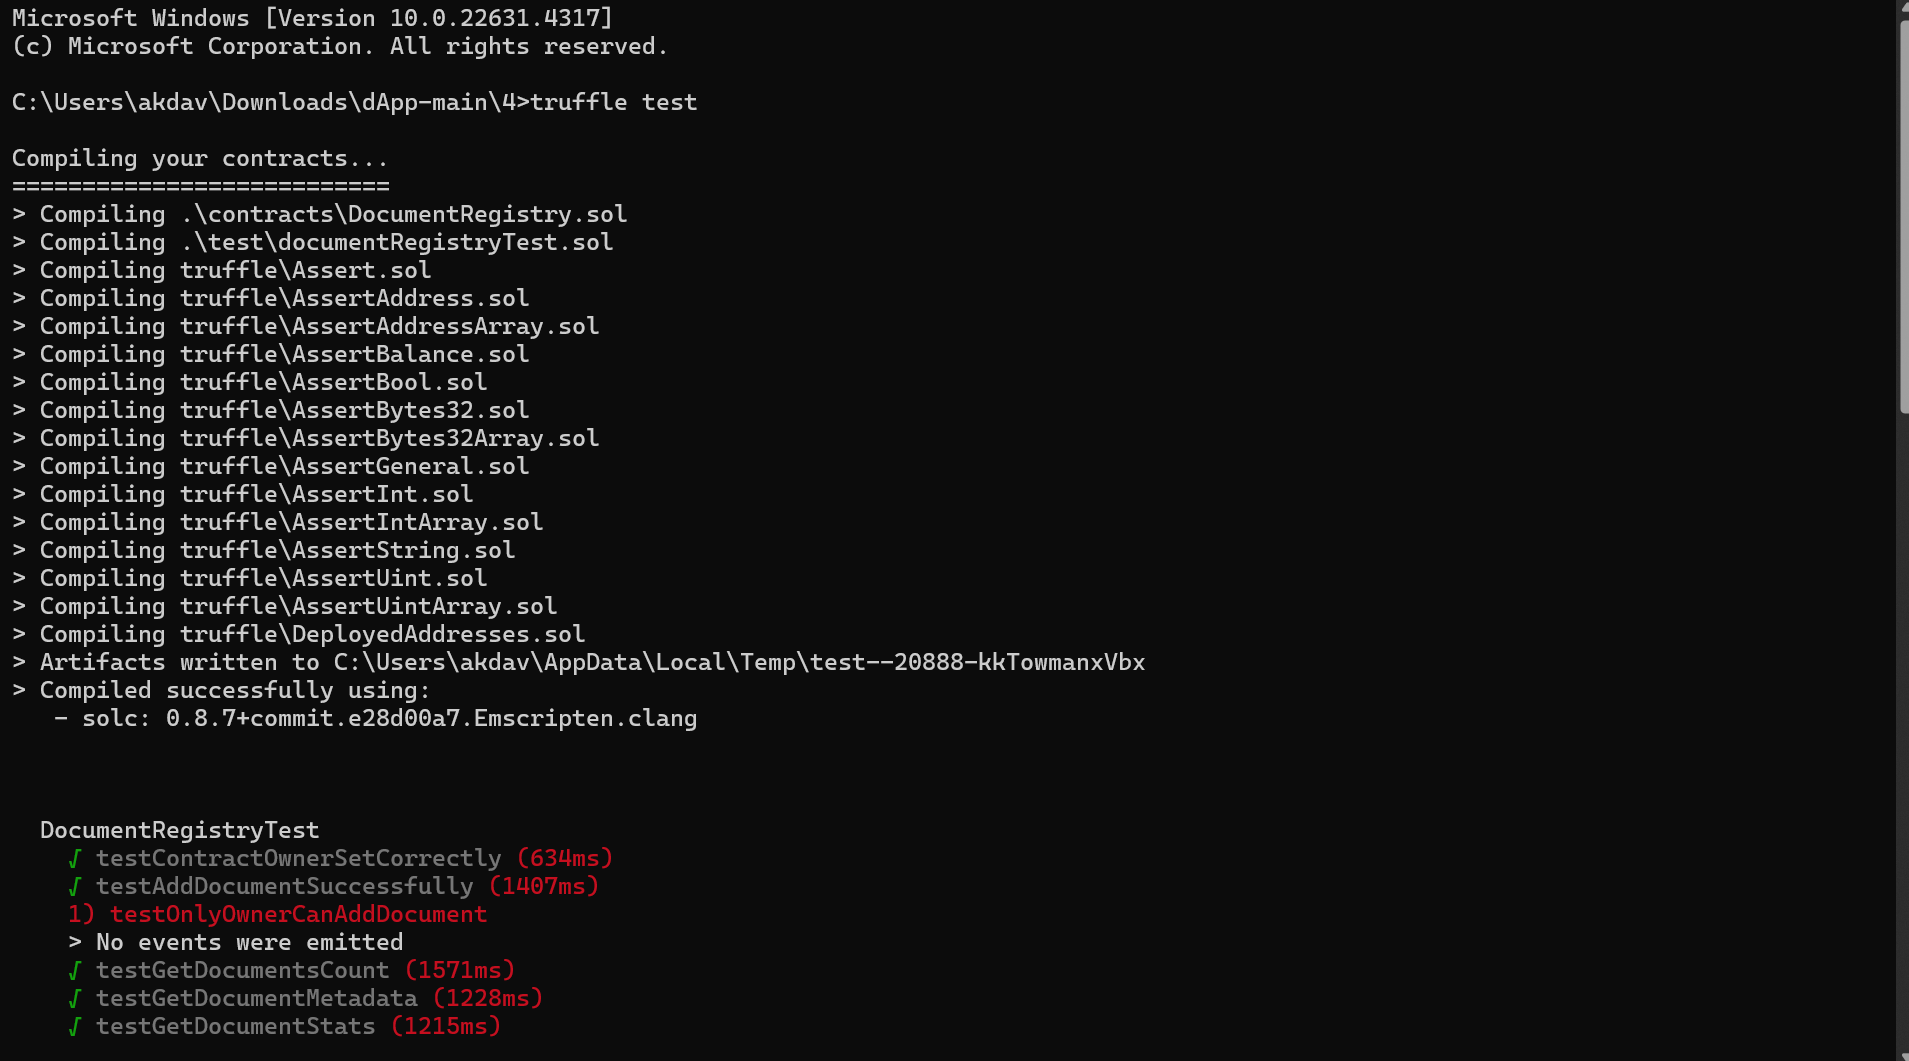 Microsoft Windows [Version 10.0.22631.4317]
(c) Microsoft Corporation. All rights reserved.
C:\Users\akdav\Downloads\dApp-main\4>truffle test
Compiling your contracts...
===========================
> Compiling .\contracts\DocumentRegistry.sol
> Compiling .\test\documentRegistryTest.sol
> Compiling truffle\Assert.sol
> Compiling truffle\AssertAddress.sol
> Compiling truffle\AssertAddressArray.sol
> Compiling truffle\AssertBalance.sol
> Compiling truffle\AssertBool.sol
> Compiling truffle\AssertBytes32.sol
> Compiling truffle\AssertBytes32Array.sol
> Compiling truffle\AssertGeneral.sol
> Compiling truffle\AssertInt.sol
> Compiling truffle\AssertIntArray.sol
> Compiling truffle\AssertString.sol
> Compiling truffle\AssertUint.sol
> Compiling truffle\AssertUintArray.sol
> Compiling truffle\DeployedAddresses.sol
> Artifacts written to C:\Users\akdav\AppData\Local\Temp\test--20888-kkTowmanxVbx
> Compiled successfully using:
   - solc: 0.8.7+commit.e28d00a7.Emscripten.clang
  DocumentRegistryTest
    √ testContractOwnerSetCorrectly (634ms)
    √ testAddDocumentSuccessfully (1407ms)
    1) testOnlyOwnerCanAddDocument
    > No events were emitted
    √ testGetDocumentsCount (1571ms)
    √ testGetDocumentMetadata (1228ms)
    √ testGetDocumentStats (1215ms)